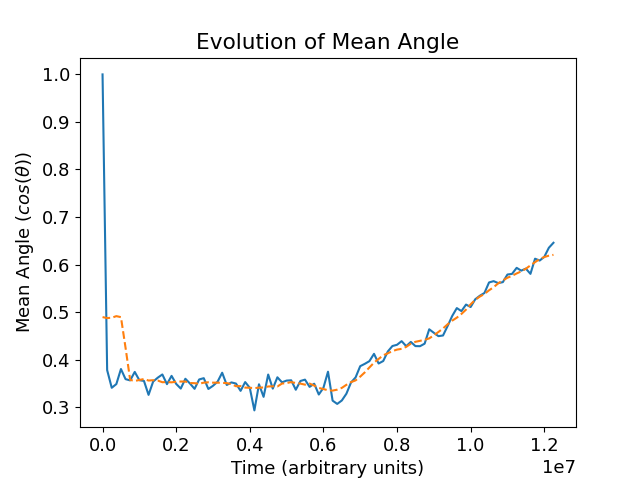 Evolution of Mean Angle
Mean Angle (cos(θ))
1.0
0.9
0.8
0.7
0.6
0.5
0.4
0.3
0.0 0.2 0.4 0.6 0.8 1.0 1.2
1e7
Time (arbitrary units)